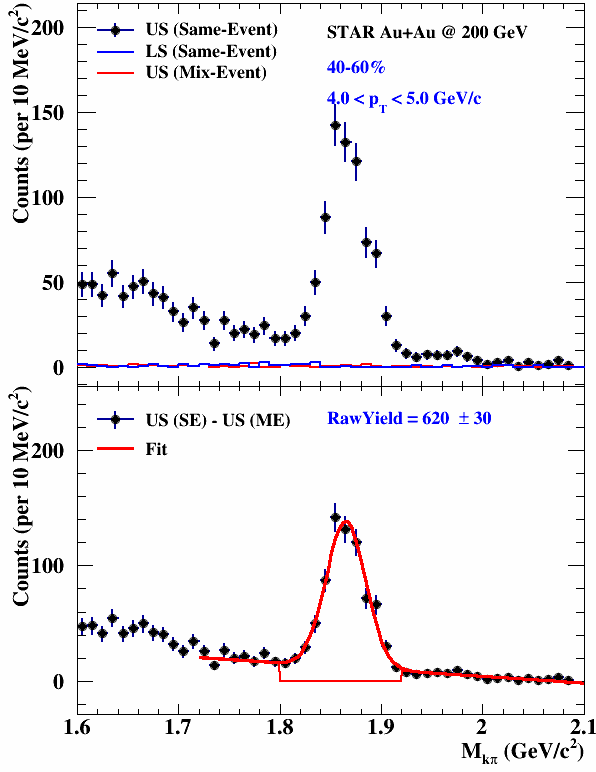 US (Same-Event)
LS (Same-Event)
US (Mix-Event)
STAR Au+Au @ 200 GeV
40-60%
4.0 < pT < 5.0 GeV/c
Counts (per 10 MeV/c²)
200
150
100
50
0
US (SE) - US (ME)
Fit
RawYield = 620 ± 30
Counts (per 10 MeV/c²)
200
100
0
1.6 1.7 1.8 1.9 2 2.1
Mkπ (GeV/c²)